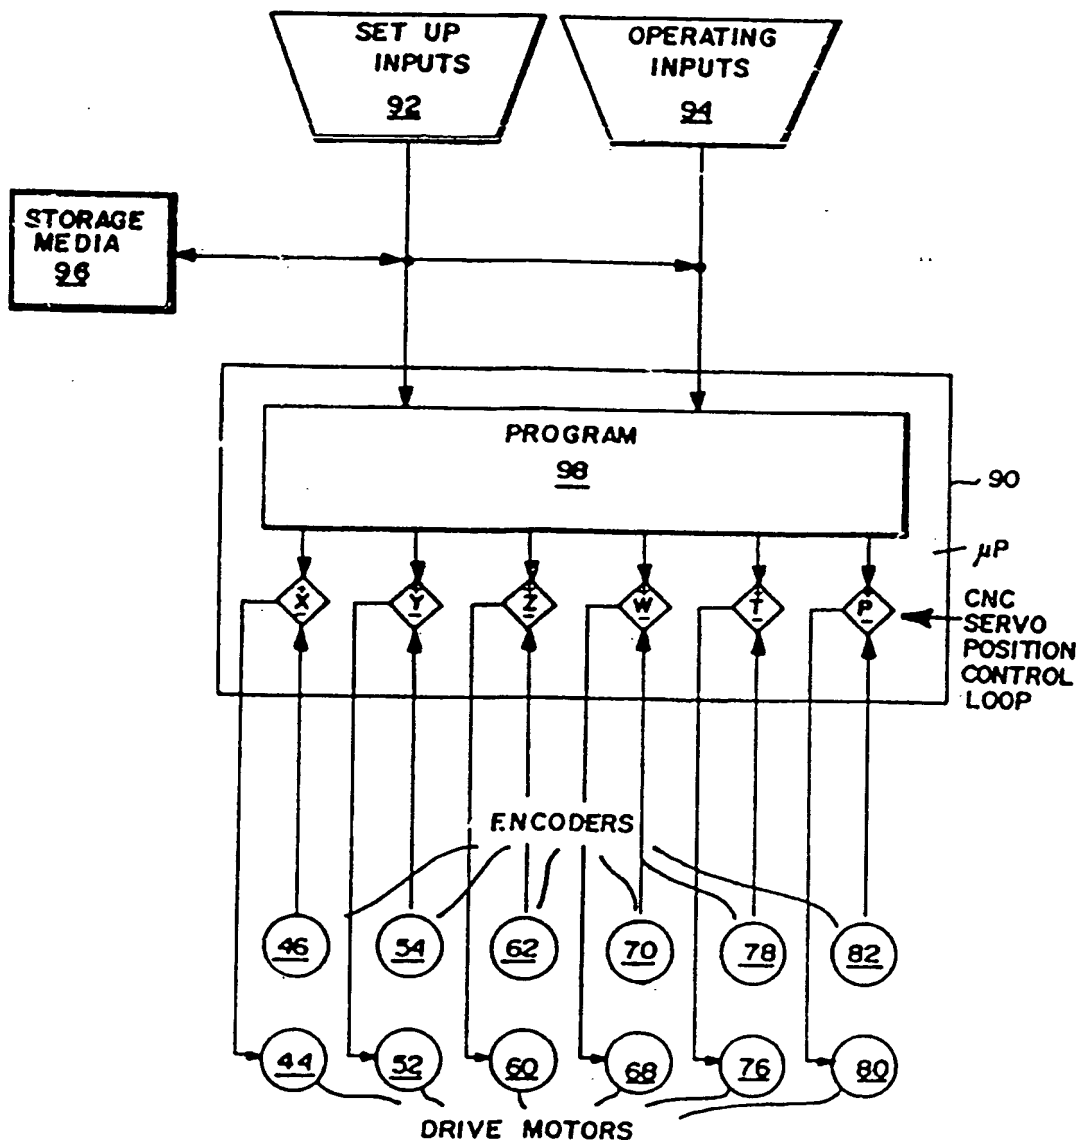 SET UP
INPUTS
92
OPERATING
INPUTS
94
STORAGE
MEDIA
96
PROGRAM
98
90
µP
+
X
-
+
Y
-
+
Z
-
+
W
-
+
T
-
+
P
-
CNC
SERVO
POSITION
CONTROL
LOOP
ENCODERS
46
54
62
70
78
82
44
52
60
68
76
80
DRIVE MOTORS